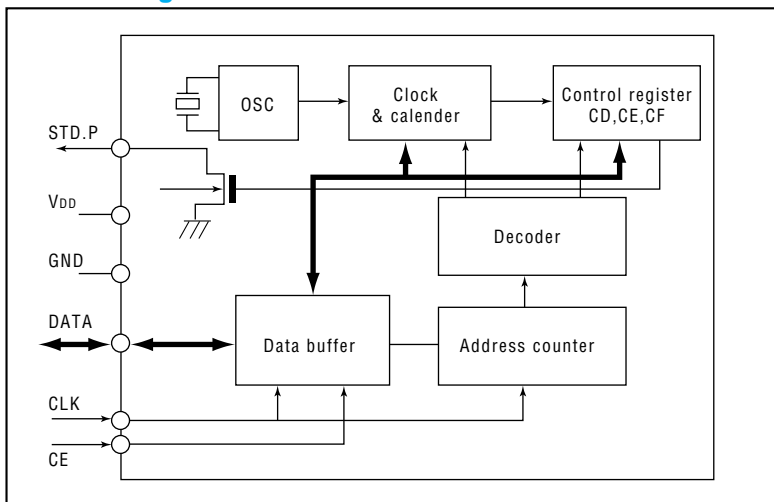 OSC
Clock
& calender
Control register
CD,CE,CF
STD.P
VDD
Decoder
GND
DATA
Data buffer
Address counter
CLK
CE